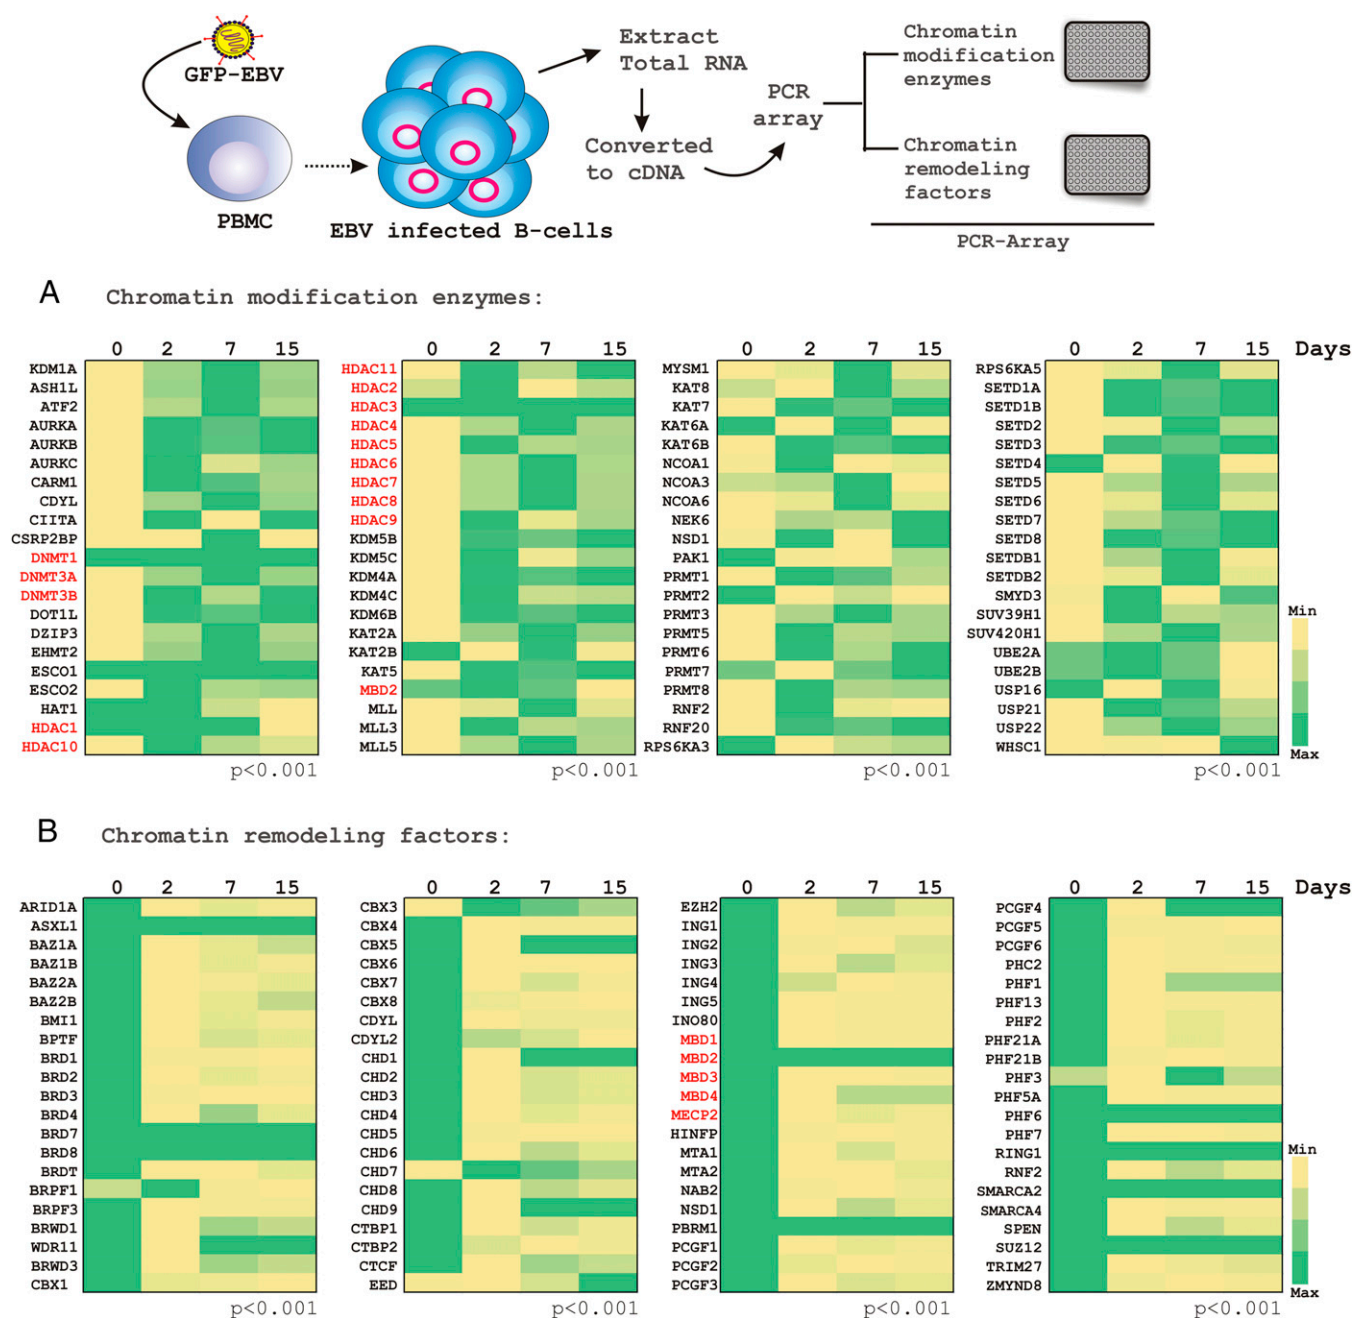 GFP-EBV
PBMC
EBV infected B-cells
Extract
Total RNA
Converted
to cDNA
PCR
array
Chromatin
modification
enzymes
Chromatin
remodeling
factors
PCR-Array
A Chromatin modification enzymes:
0 2 7 15
KDM1A
ASH1L
ATF2
AURKA
AURKB
AURKC
CARM1
CDYL
CIITA
CSRP2BP
DNMT1
DNMT3A
DNMT3B
DOT1L
DZIP3
EHMT2
ESCO1
ESCO2
HAT1
HDAC1
HDAC10
p<0.001
0 2 7 15
HDAC11
HDAC2
HDAC3
HDAC4
HDAC5
HDAC6
HDAC7
HDAC8
HDAC9
KDM5B
KDM5C
KDM4A
KDM4C
KDM6B
KAT2A
KAT2B
KAT5
MBD2
MLL
MLL3
MLL5
p<0.001
0 2 7 15
MYSM1
KAT8
KAT7
KAT6A
KAT6B
NCOA1
NCOA3
NCOA6
NEK6
NSD1
PAK1
PRMT1
PRMT2
PRMT3
PRMT5
PRMT6
PRMT7
PRMT8
RNF2
RNF20
RPS6KA3
p<0.001
0 2 7 15 Days
RPS6KA5
SETD1A
SETD1B
SETD2
SETD3
SETD4
SETD5
SETD6
SETD7
SETD8
SETDB1
SETDB2
SMYD3
SUV39H1
SUV420H1
UBE2A
UBE2B
USP16
USP21
USP22
WHSC1
p<0.001
Min
Max
B Chromatin remodeling factors:
0 2 7 15
ARID1A
ASXL1
BAZ1A
BAZ1B
BAZ2A
BAZ2B
BMI1
BPTF
BRD1
BRD2
BRD3
BRD4
BRD7
BRD8
BRDT
BRPF1
BRPF3
BRWD1
WDR11
BRWD3
CBX1
p<0.001
0 2 7 15
CBX3
CBX4
CBX5
CBX6
CBX7
CBX8
CDYL
CDYL2
CHD1
CHD2
CHD3
CHD4
CHD5
CHD6
CHD7
CHD8
CHD9
CTBP1
CTBP2
CTCF
EED
p<0.001
0 2 7 15
EZH2
ING1
ING2
ING3
ING4
ING5
INO80
MBD1
MBD2
MBD3
MBD4
MECP2
HINFP
MTA1
MTA2
NAB2
NSD1
PBRM1
PCGF1
PCGF2
PCGF3
p<0.001
0 2 7 15 Days
PCGF4
PCGF5
PCGF6
PHC2
PHF1
PHF13
PHF2
PHF21A
PHF21B
PHF3
PHF5A
PHF6
PHF7
RING1
RNF2
SMARCA2
SMARCA4
SPEN
SUZ12
TRIM27
ZMYND8
p<0.001
Min
Max